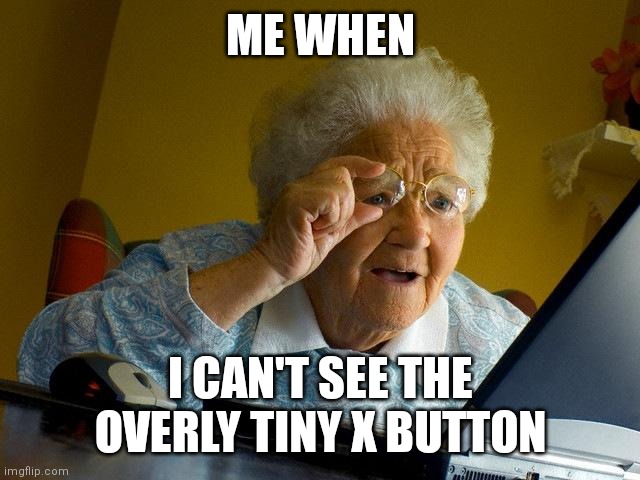 ME WHEN
I CAN'T SEE THE
OVERLY TINY X BUTTON
imgflip.com